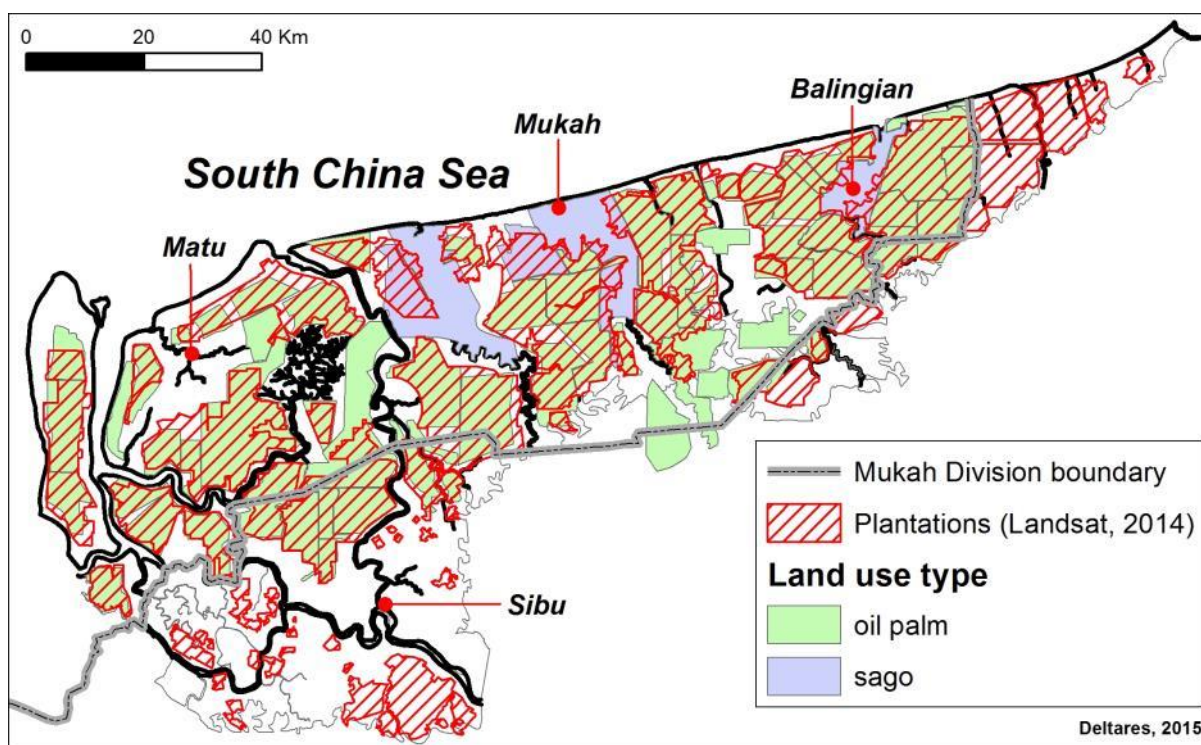 0 20 40 Km
Balingian
Mukah
South China Sea
Matu
Sibu
Mukah Division boundary
Plantations (Landsat, 2014)
Land use type
oil palm
sago
Deltares, 2015